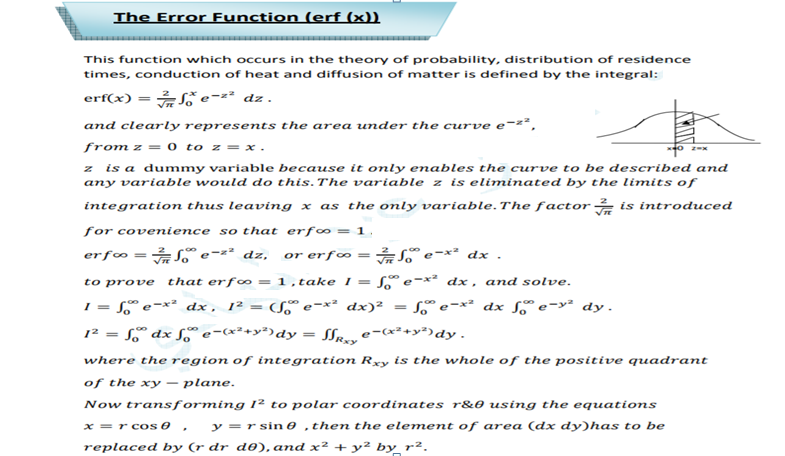 The Error Function (erf (x))
This function which occurs in the theory of probability, distribution of residence
times, conduction of heat and diffusion of matter is defined by the integral:
erf(x) = 2/√π ∫₀ˣ e^(−z²) dz .
and clearly represents the area under the curve e^(−z²),
from z = 0 to z = x .
x=0 z=x
z is a dummy variable because it only enables the curve to be described and
any variable would do this. The variable z is eliminated by the limits of
integration thus leaving x as the only variable. The factor 2/√π is introduced
for covenience so that erf∞ = 1.
erf∞ = 2/√π ∫₀^∞ e^(−z²) dz, or erf∞ = 2/√π ∫₀^∞ e^(−x²) dx .
to prove that erf∞ = 1 , take I = ∫₀^∞ e^(−x²) dx , and solve.
I = ∫₀^∞ e^(−x²) dx , I² = (∫₀^∞ e^(−x²) dx)² = ∫₀^∞ e^(−x²) dx ∫₀^∞ e^(−y²) dy .
I² = ∫₀^∞ dx ∫₀^∞ e^(−(x²+y²)) dy = ∬_Rxy e^(−(x²+y²)) dy .
where the region of integration Rxy is the whole of the positive quadrant
of the xy − plane.
Now transforming I² to polar coordinates r&θ using the equations
x = r cos θ , y = r sin θ , then the element of area (dx dy)has to be
replaced by (r dr dθ), and x² + y² by r².